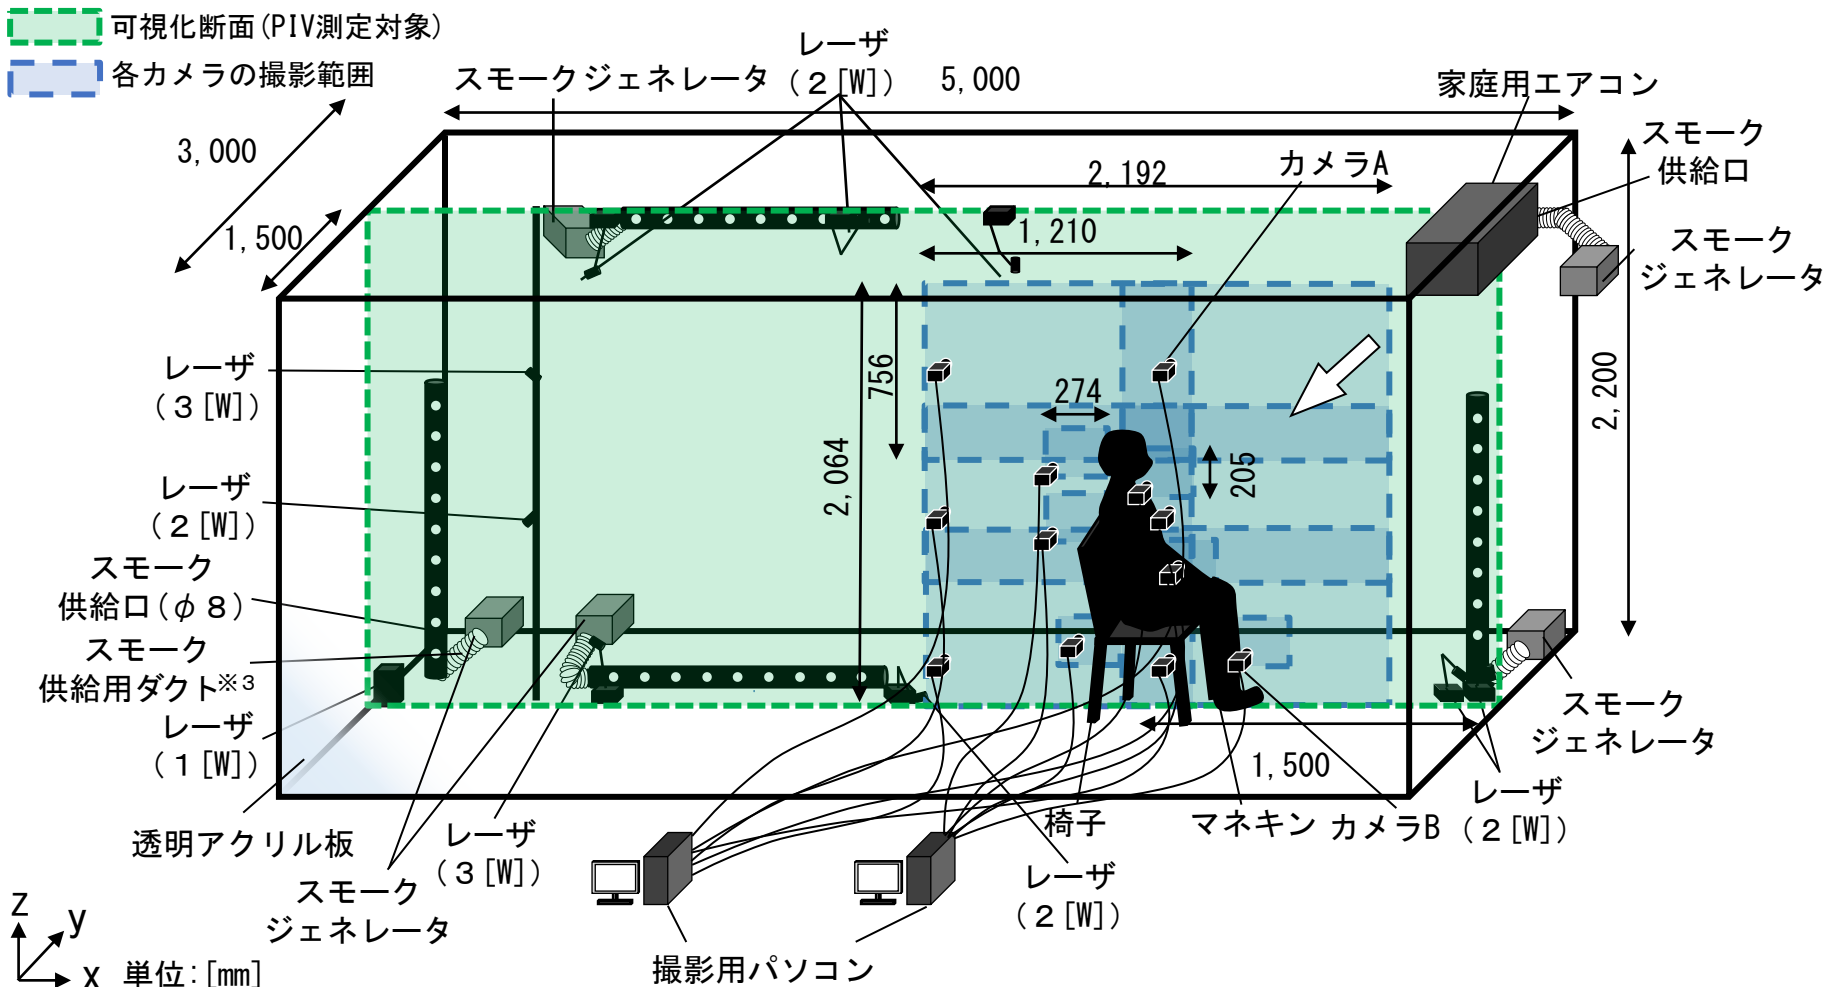 可視化断面(PIV測定対象)
各カメラの撮影範囲
レーザ
(2[W])
スモークジェネレータ
5,000
家庭用エアコン
3,000
スモーク
供給口
2,192
カメラA
1,500
1,210
スモーク
ジェネレータ
レーザ
(3[W])
756
274
2,200
2,064
205
レーザ
(2[W])
スモーク
供給口(φ8)
スモーク
供給用ダクト※3
レーザ
(1[W])
スモーク
ジェネレータ
1,500
透明アクリル板
レーザ
(3[W])
椅子
マネキン
カメラB
レーザ
(2[W])
スモーク
ジェネレータ
レーザ
(2[W])
撮影用パソコン
z
y
x
単位:[mm]